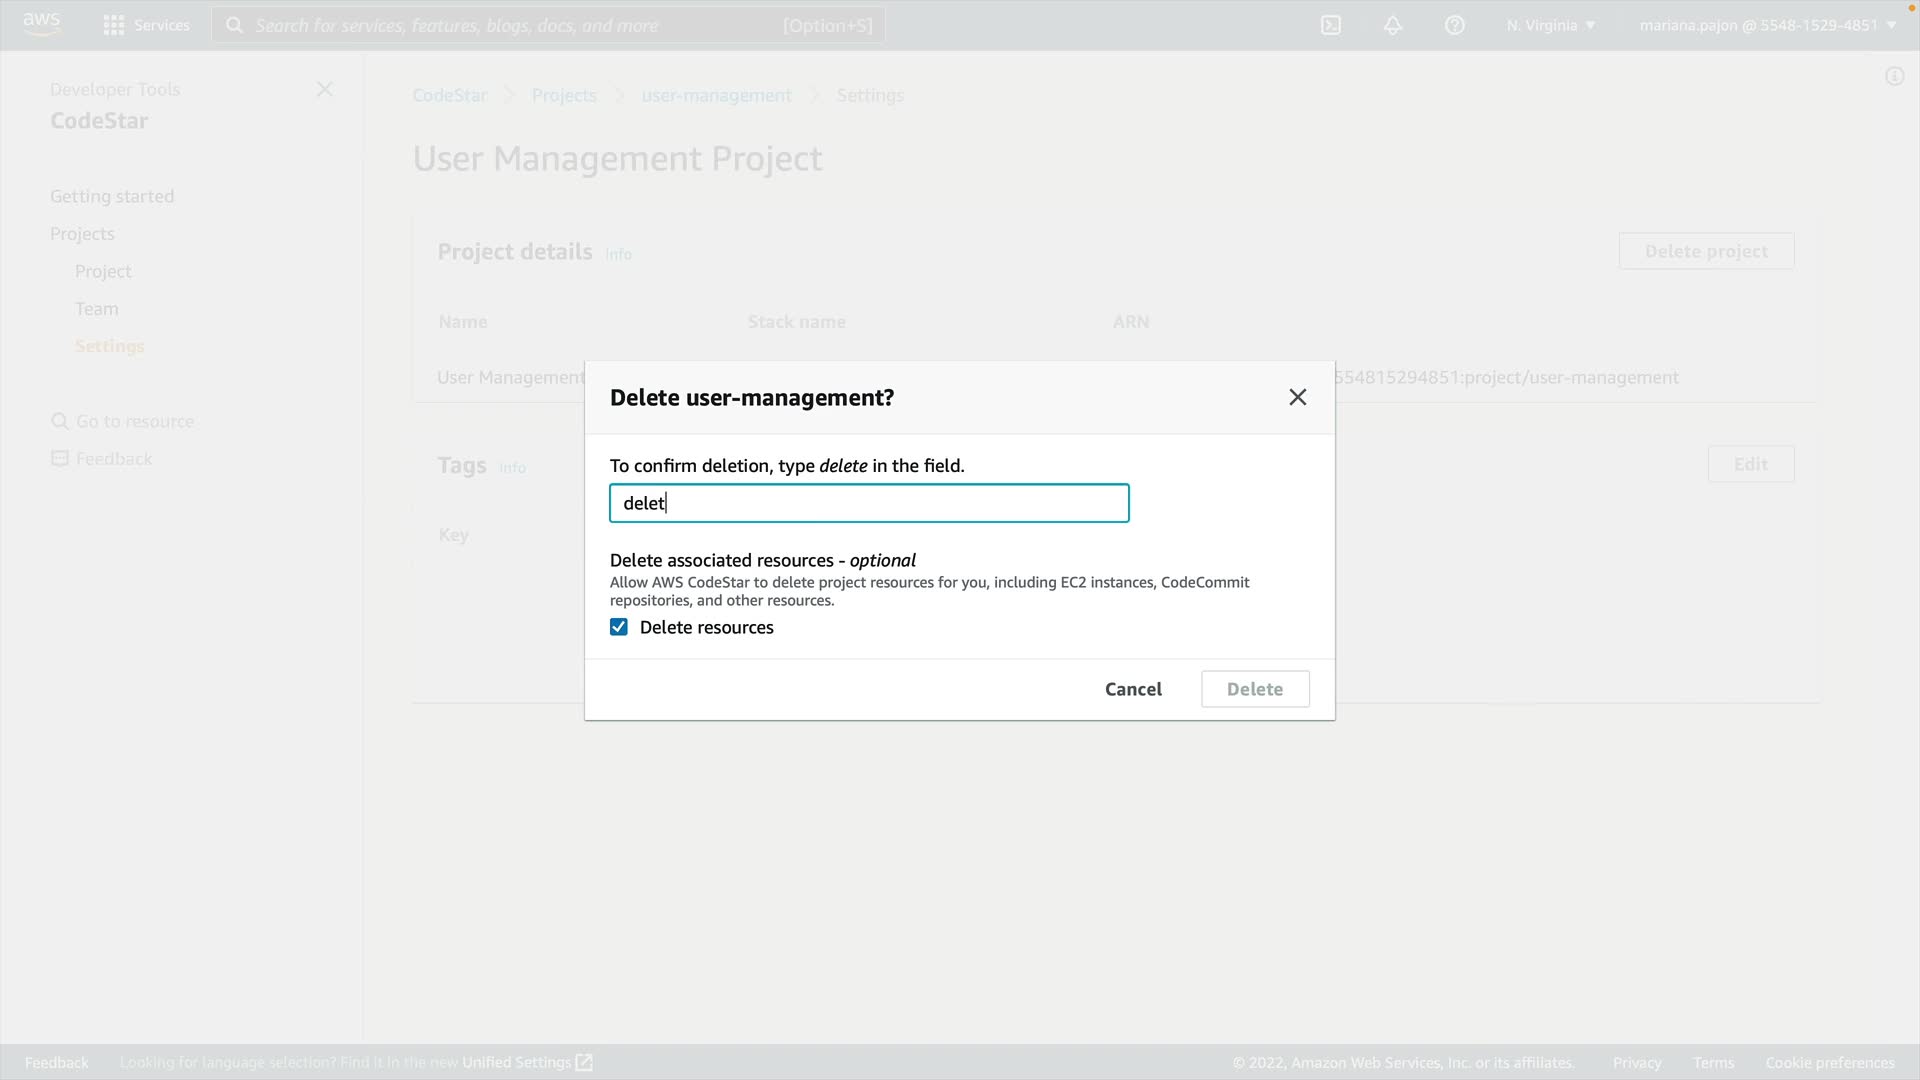 aws
Services
Search for services, features, blogs, docs, and more
[Option+S]
N. Virginia
mariana.pajon @ 5548-1529-4851
Developer Tools
CodeStar
Getting started
Projects
Project
Team
Settings
Go to resource
Feedback
CodeStar
Projects
user-management
Settings
User Management Project
Project details Info
Delete project
Name
Stack name
ARN
User Management
554815294851:project/user-management
Tags Info
Edit
Key
Delete user-management?
To confirm deletion, type delete in the field.
delet
Delete associated resources - optional
Allow AWS CodeStar to delete project resources for you, including EC2 instances, CodeCommit
repositories, and other resources.
Delete resources
Cancel
Delete
Feedback
Looking for language selection? Find it in the new Unified Settings
© 2022, Amazon Web Services, Inc. or its affiliates.
Privacy
Terms
Cookie preferences